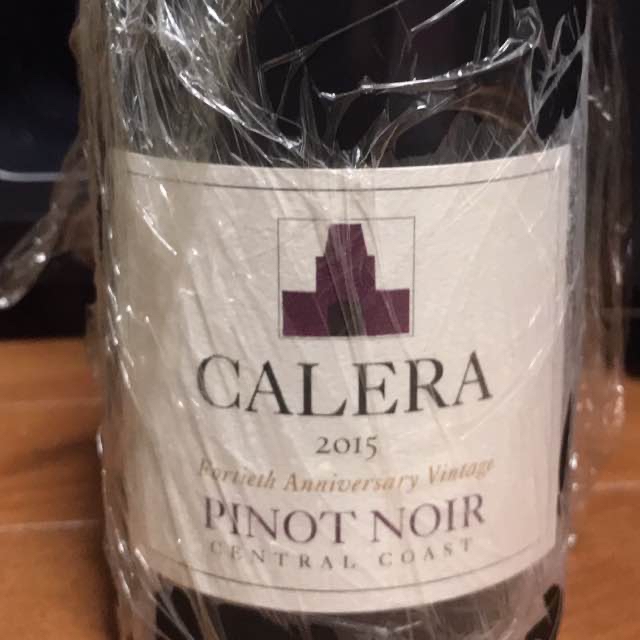 CALERA
2015
Fortieth Anniversary Vintage
PINOT NOIR
CENTRAL COAST